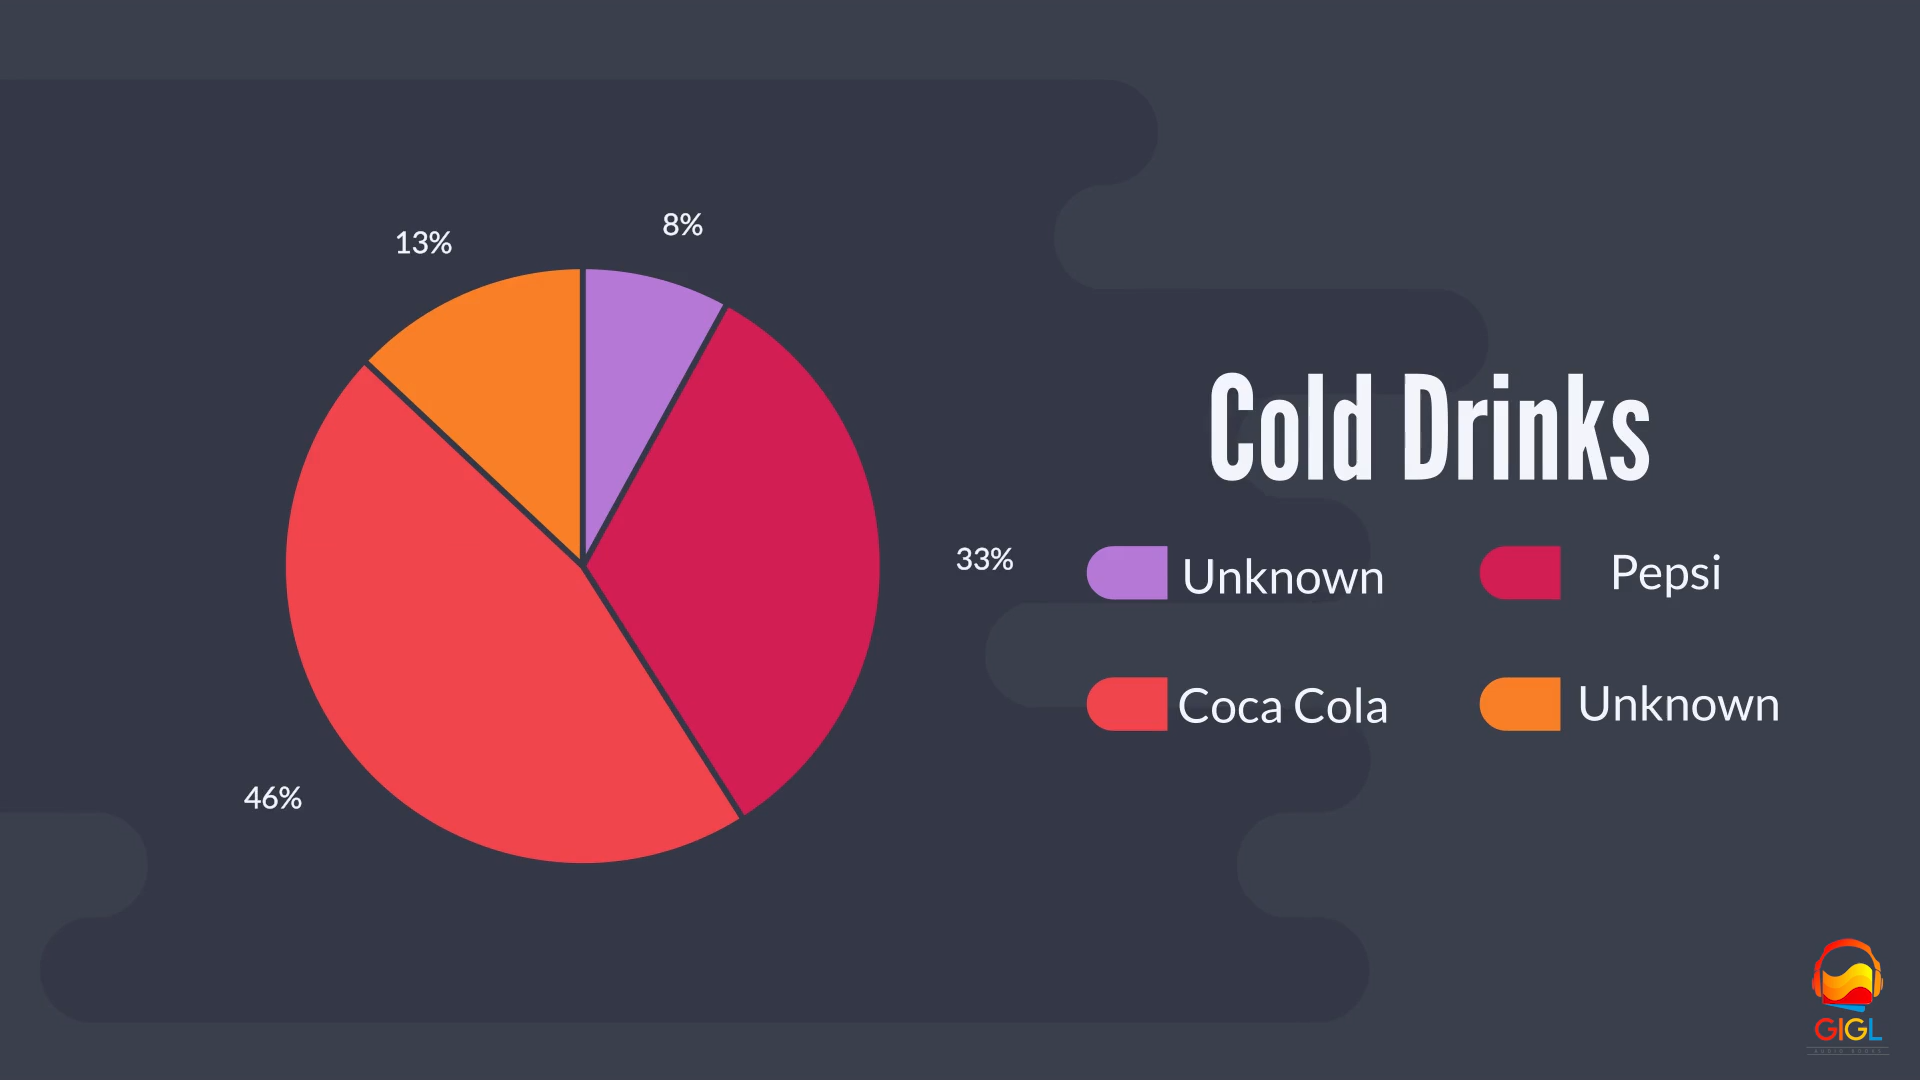 13%
8%
33%
46%
Cold Drinks
Unknown
Pepsi
Coca Cola
Unknown
GIGL